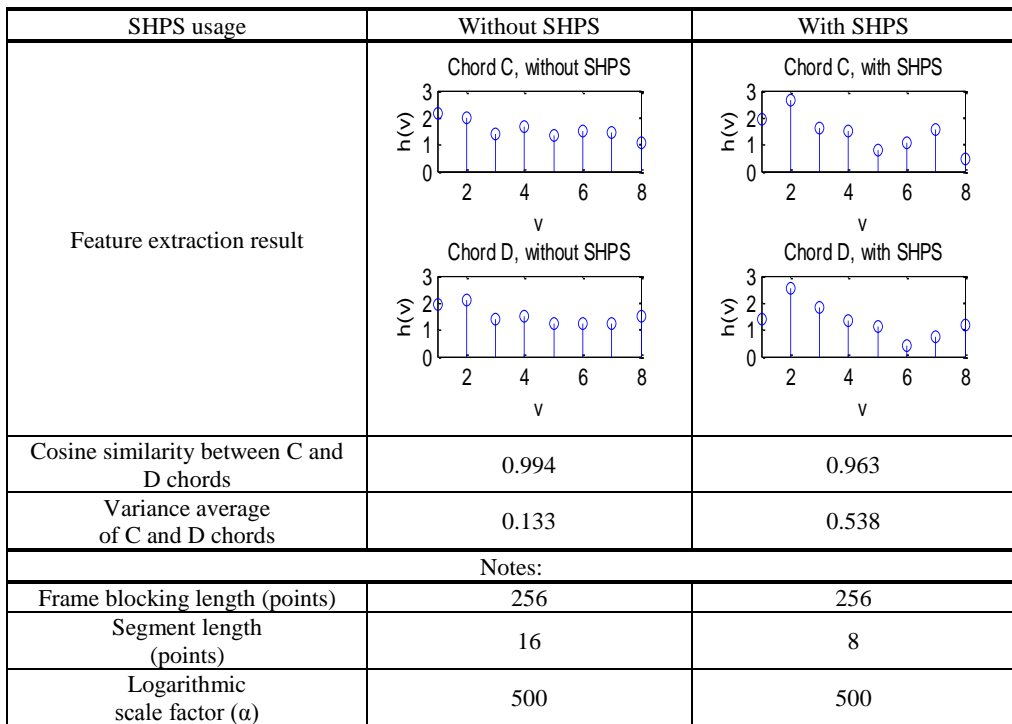 SHPS usage Without SHPS With SHPS
Feature extraction result
Chord C, without SHPS
3
2
1
0
h(v)
2 4 6 8
v
Chord D, without SHPS
3
2
1
0
h(v)
2 4 6 8
v
Chord C, with SHPS
3
2
1
0
h(v)
2 4 6 8
v
Chord D, with SHPS
3
2
1
0
h(v)
2 4 6 8
v
Cosine similarity between C and
D chords
0.994 0.963
Variance average
of C and D chords
0.133 0.538
Notes:
Frame blocking length (points) 256 256
Segment length
(points)
16 8
Logarithmic
scale factor (α)
500 500